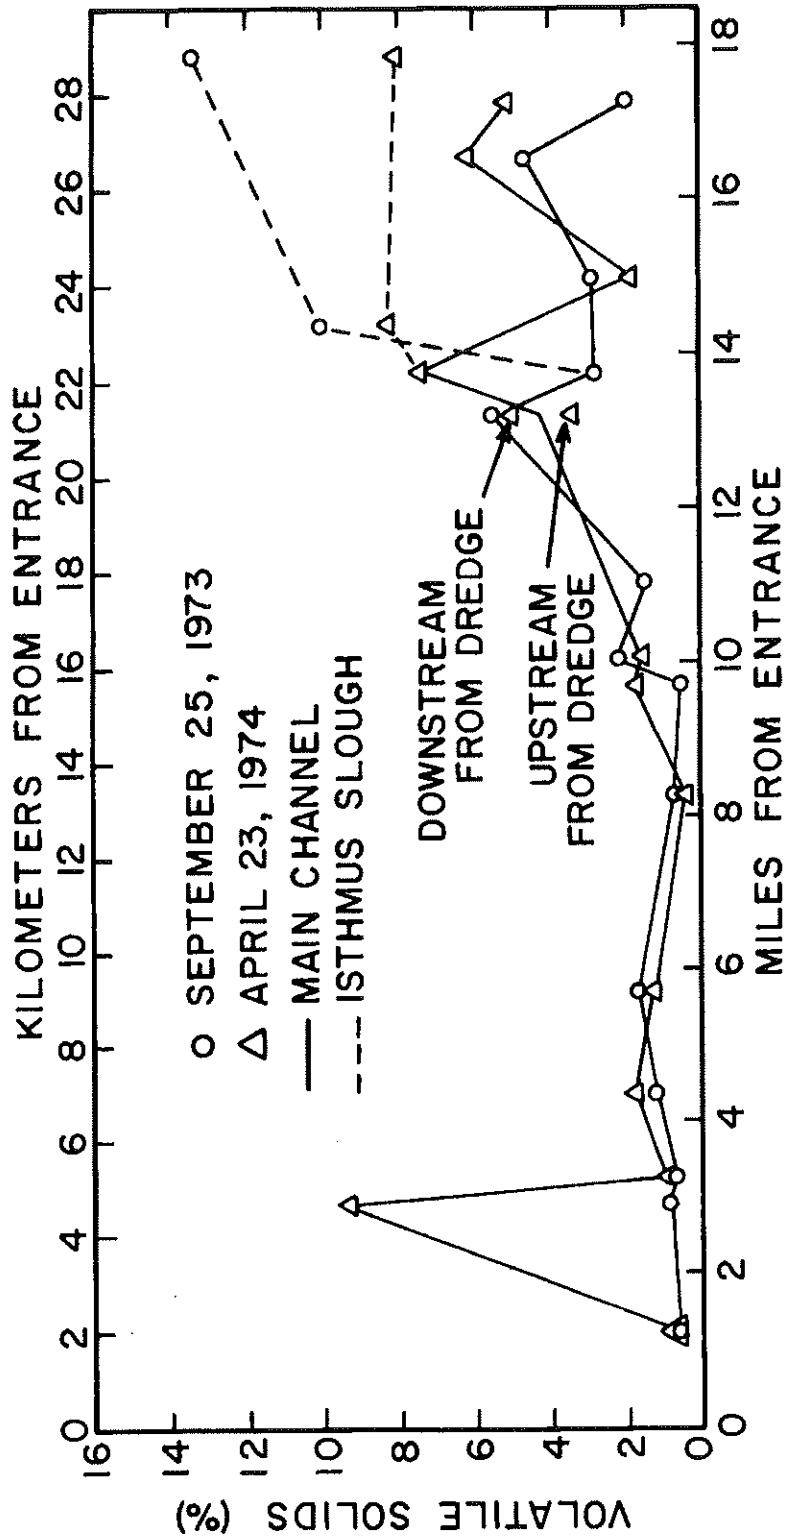 KILOMETERS FROM ENTRANCE
0 2 4 6 8 10 12 14 16 18 20 22 24 26 28
VOLATILE SOLIDS (%)
16
14
12
10
8
6
4
2
0
SEPTEMBER 25, 1973
APRIL 23, 1974
MAIN CHANNEL
ISTHMUS SLOUGH
DOWNSTREAM
FROM DREDGE
UPSTREAM
FROM DREDGE
0 2 4 6 8 10 12 14 16 18
MILES FROM ENTRANCE